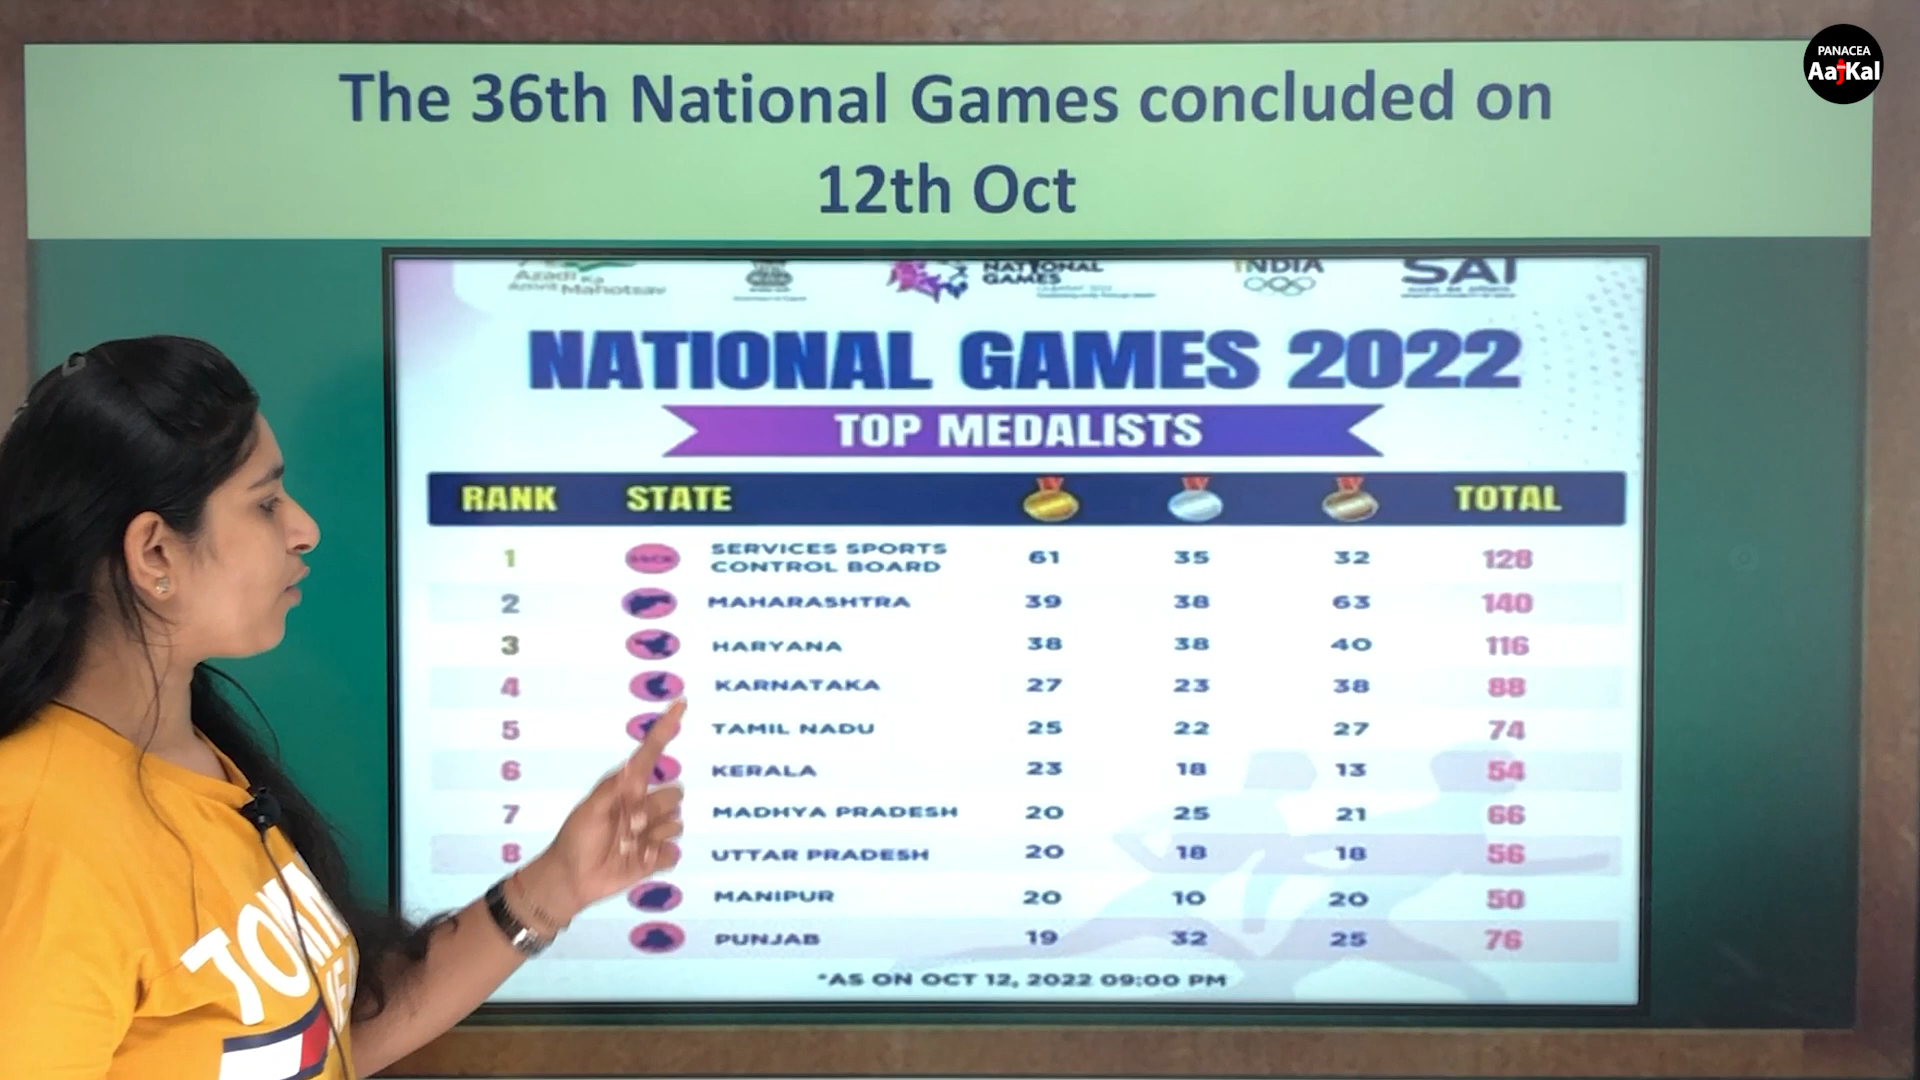 PANACEA
AajKal
The 36th National Games concluded on
12th Oct
Azadi Ka
Amrit Mahotsav
NATIONAL
GAMES
INDIA
SAI
NATIONAL GAMES 2022
TOP MEDALISTS
RANK STATE TOTAL
1 SERVICES SPORTS CONTROL BOARD 61 35 32 128
2 MAHARASHTRA 39 38 63 140
3 HARYANA 38 38 40 116
4 KARNATAKA 27 23 38 88
5 TAMIL NADU 25 22 27 74
6 KERALA 23 18 13 54
7 MADHYA PRADESH 20 25 21 66
8 UTTAR PRADESH 20 18 18 56
MANIPUR 20 10 20 50
PUNJAB 19 32 25 76
*AS ON OCT 12, 2022 09:00 PM